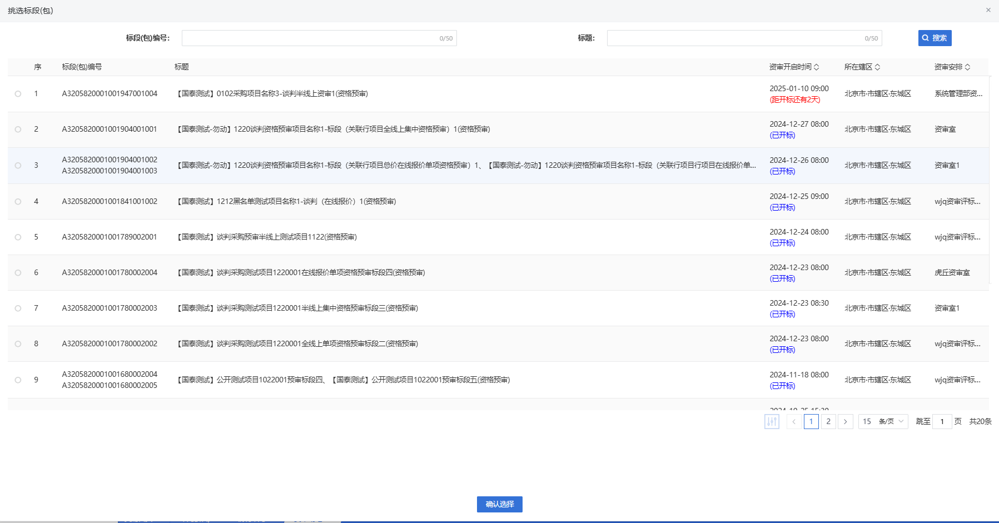 挑选标段(包)
标段(包)编号： 0/50 标题： 0/50 搜索
序 标段(包)编号 标题 资审开启时间 所在辖区 资审安排
1 A3205820001001947001004 【国泰测试】0102采购项目名称3-谈判半线上资审1(资格预审) 2025-01-10 09:00 北京市·市辖区·东城区 系统管理部资...
(距开标还有2天)
2 A3205820001001904001001 【国泰测试-勿动】1220谈判资格预审项目名称1-标段（关联行项目全线上集中资格预审）1(资格预审) 2024-12-27 08:00 北京市·市辖区·东城区 资审室
(已开标)
3 A3205820001001904001002 【国泰测试-勿动】1220谈判资格预审项目名称1-标段（关联行项目总价在线报价单项资格预审）1、【国泰测试-勿动】1220谈判资格预审项目名称1-标段（关联行项目行项目在线报价单... 2024-12-26 08:00 北京市·市辖区·东城区 资审室1
A3205820001001904001003 (已开标)
4 A3205820001001841001002 【国泰测试】1212黑名单测试项目名称1-谈判（在线报价）1(资格预审) 2024-12-25 09:00 北京市·市辖区·东城区 wjq资审评标...
(已开标)
5 A3205820001001789002001 【国泰测试】谈判采购预审半线上测试项目1122(资格预审) 2024-12-24 08:00 北京市·市辖区·东城区 wjq资审评标...
(已开标)
6 A3205820001001780002004 【国泰测试】谈判采购测试项目1220001在线报价单项资格预审标段四(资格预审) 2024-12-23 08:00 北京市·市辖区·东城区 虎丘资审室
(已开标)
7 A3205820001001780002003 【国泰测试】谈判采购测试项目1220001半线上集中资格预审标段三(资格预审) 2024-12-23 08:30 北京市·市辖区·东城区 资审室1
(已开标)
8 A3205820001001780002002 【国泰测试】谈判采购测试项目1220001全线上单项资格预审标段二(资格预审) 2024-12-23 08:00 北京市·市辖区·东城区 wjq资审评标...
(已开标)
9 A3205820001001680002004 【国泰测试】公开测试项目1022001预审标段四、【国泰测试】公开测试项目1022001预审标段五(资格预审) 2024-11-18 08:00 北京市·市辖区·东城区 wjq资审评标...
A3205820001001680002005 (已开标)
1 2 15 条/页 跳至 1 页 共20条
确认选择